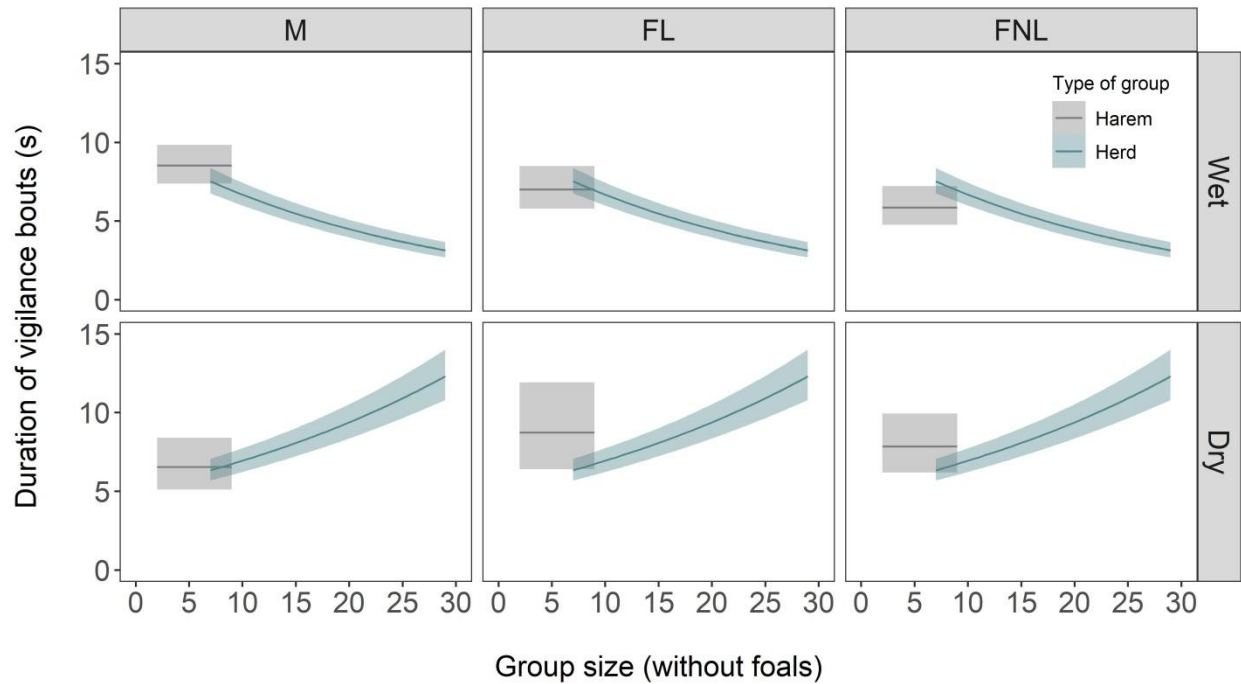 M FL FNL
Duration of vigilance bouts (s)
15
10
5
0
Type of group
Harem
Herd
Wet
15
10
5
0
Dry
0 5 10 15 20 25 30 0 5 10 15 20 25 30 0 5 10 15 20 25 30
Group size (without foals)